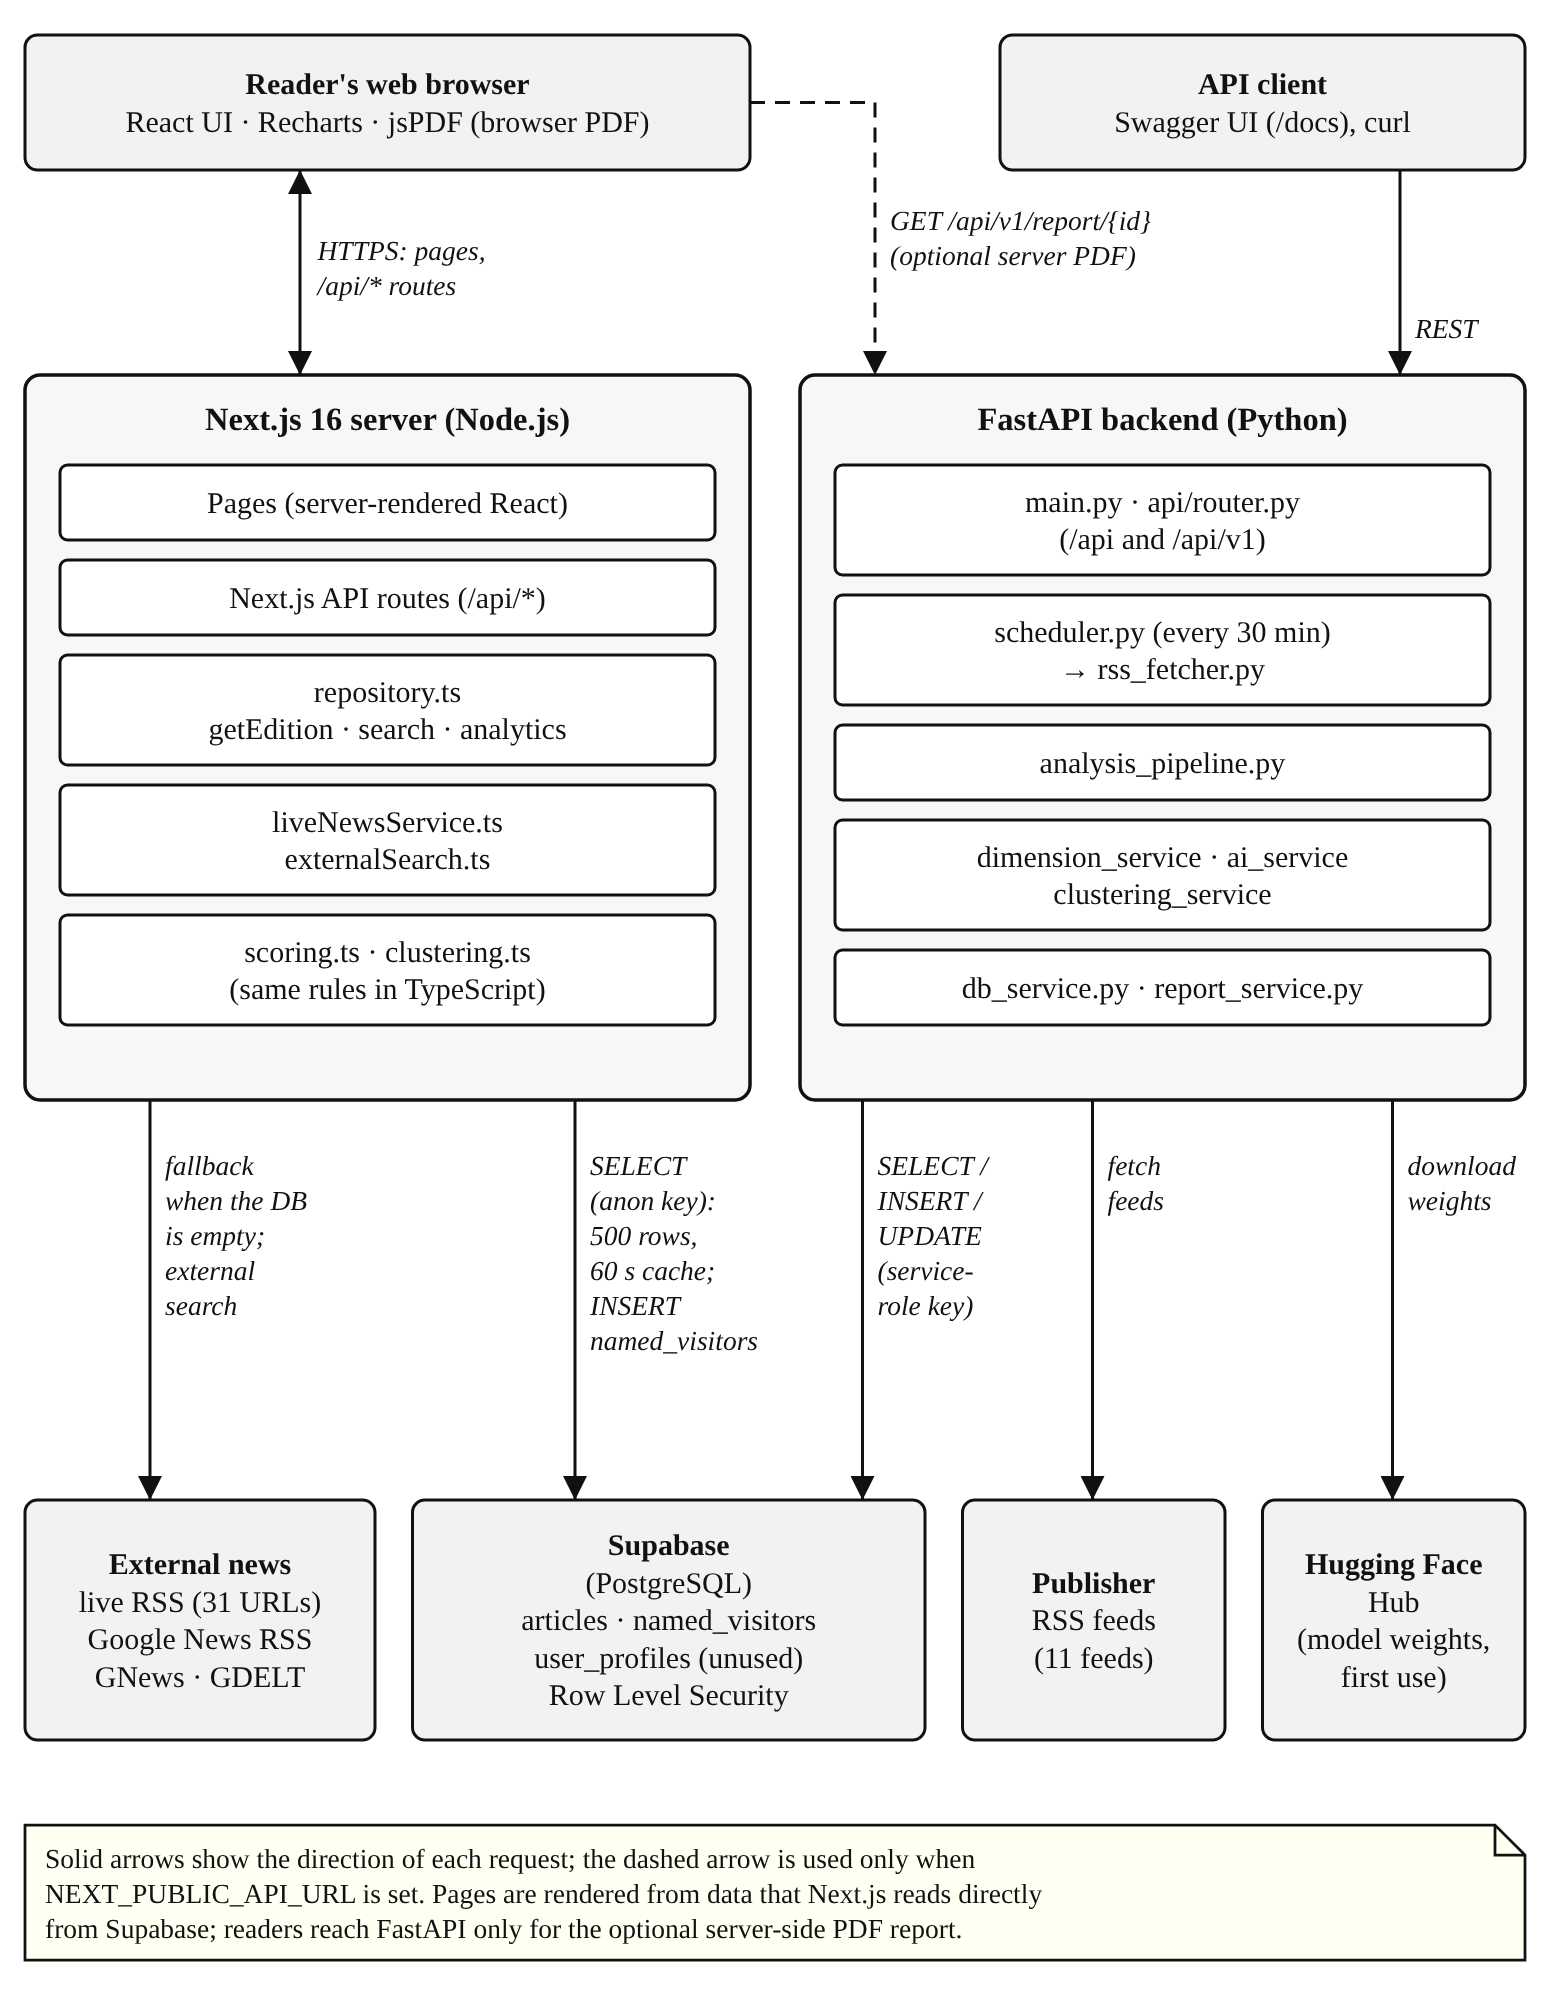 Reader's web browser
React UI · Recharts · jsPDF (browser PDF)
API client
Swagger UI (/docs), curl
HTTPS: pages,
/api/* routes
GET /api/v1/report/{id}
(optional server PDF)
REST
Next.js 16 server (Node.js)
Pages (server-rendered React)
Next.js API routes (/api/*)
repository.ts
getEdition · search · analytics
liveNewsService.ts
externalSearch.ts
scoring.ts · clustering.ts
(same rules in TypeScript)
FastAPI backend (Python)
main.py · api/router.py
(/api and /api/v1)
scheduler.py (every 30 min)
→ rss_fetcher.py
analysis_pipeline.py
dimension_service · ai_service
clustering_service
db_service.py · report_service.py
fallback
when the DB
is empty;
external
search
SELECT
(anon key):
500 rows,
60 s cache;
INSERT
named_visitors
SELECT /
INSERT /
UPDATE
(service-
role key)
fetch
feeds
download
weights
External news
live RSS (31 URLs)
Google News RSS
GNews · GDELT
Supabase
(PostgreSQL)
articles · named_visitors
user_profiles (unused)
Row Level Security
Publisher
RSS feeds
(11 feeds)
Hugging Face
Hub
(model weights,
first use)
Solid arrows show the direction of each request; the dashed arrow is used only when
NEXT_PUBLIC_API_URL is set. Pages are rendered from data that Next.js reads directly
from Supabase; readers reach FastAPI only for the optional server-side PDF report.